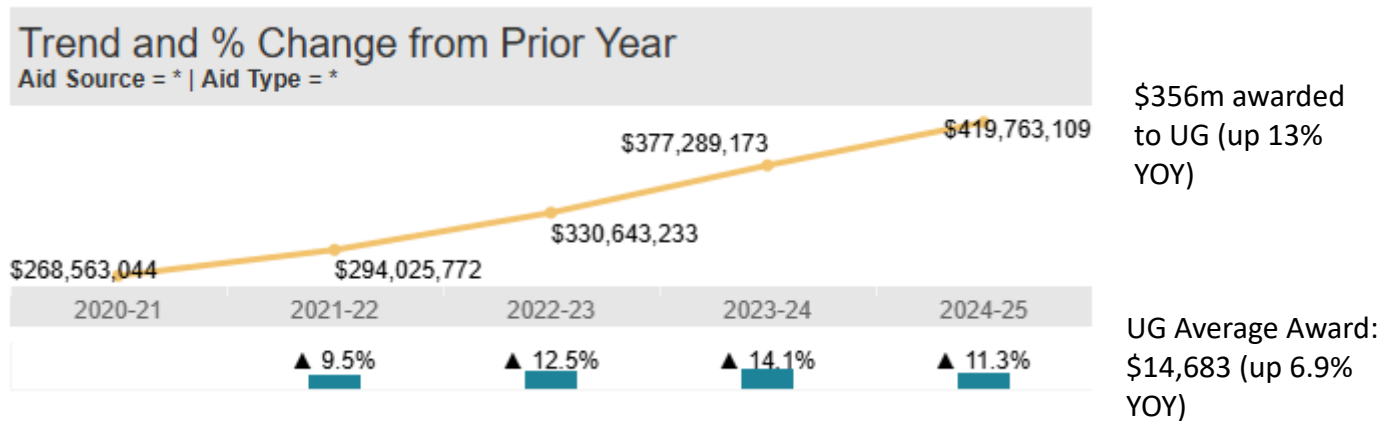 Trend and % Change from Prior Year
Aid Source = * | Aid Type = *
$268,563,044
$294,025,772
$330,643,233
$377,289,173
$419,763,109
2020-21
2021-22
2022-23
2023-24
2024-25
▲ 9.5%
▲ 12.5%
▲ 14.1%
▲ 11.3%
$356m awarded
to UG (up 13%
YOY)
UG Average Award:
$14,683 (up 6.9%
YOY)